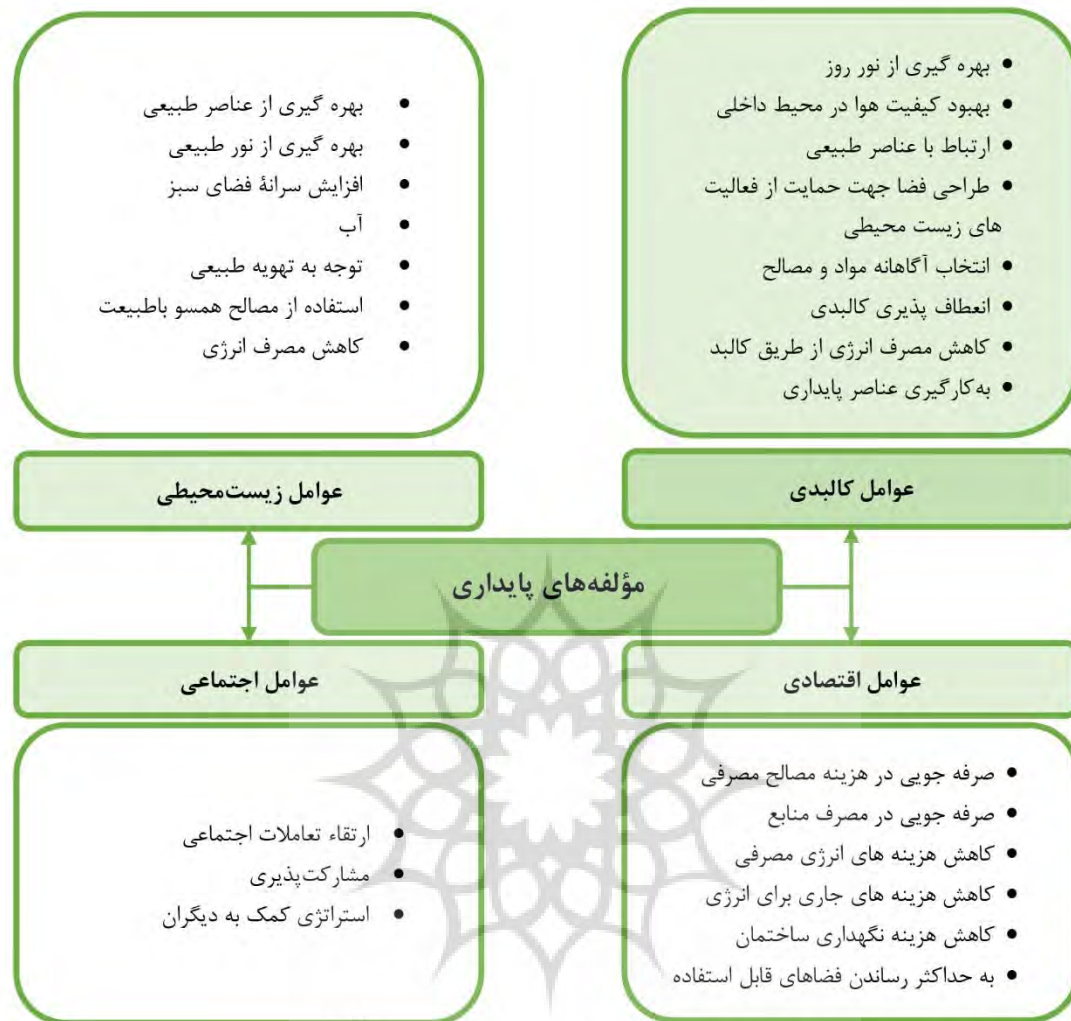 بهره گیری از نور روز
بهبود کیفیت هوا در محیط داخلی
ارتباط با عناصر طبیعی
طراحی فضا جهت حمایت از فعالیت
های زیست محیطی
انتخاب آگاهانه مواد و مصالح
انعطاف پذیری کالبدی
کاهش مصرف انرژی از طریق کالبد
به‌کارگیری عناصر پایداری
عوامل کالبدی
بهره گیری از عناصر طبیعی
بهره گیری از نور طبیعی
افزایش سرانهٔ فضای سبز
آب
توجه به تهویه طبیعی
استفاده از مصالح همسو باطبیعت
کاهش مصرف انرژی
عوامل زیست‌محیطی
مؤلفه‌های پایداری
عوامل اقتصادی
صرفه جویی در هزینه مصالح مصرفی
صرفه جویی در مصرف منابع
کاهش هزینه های انرژی مصرفی
کاهش هزینه های جاری برای انرژی
کاهش هزینه نگهداری ساختمان
به حداکثر رساندن فضاهای قابل استفاده
عوامل اجتماعی
ارتقاء تعاملات اجتماعی
مشارکت‌پذیری
استراتژی کمک به دیگران